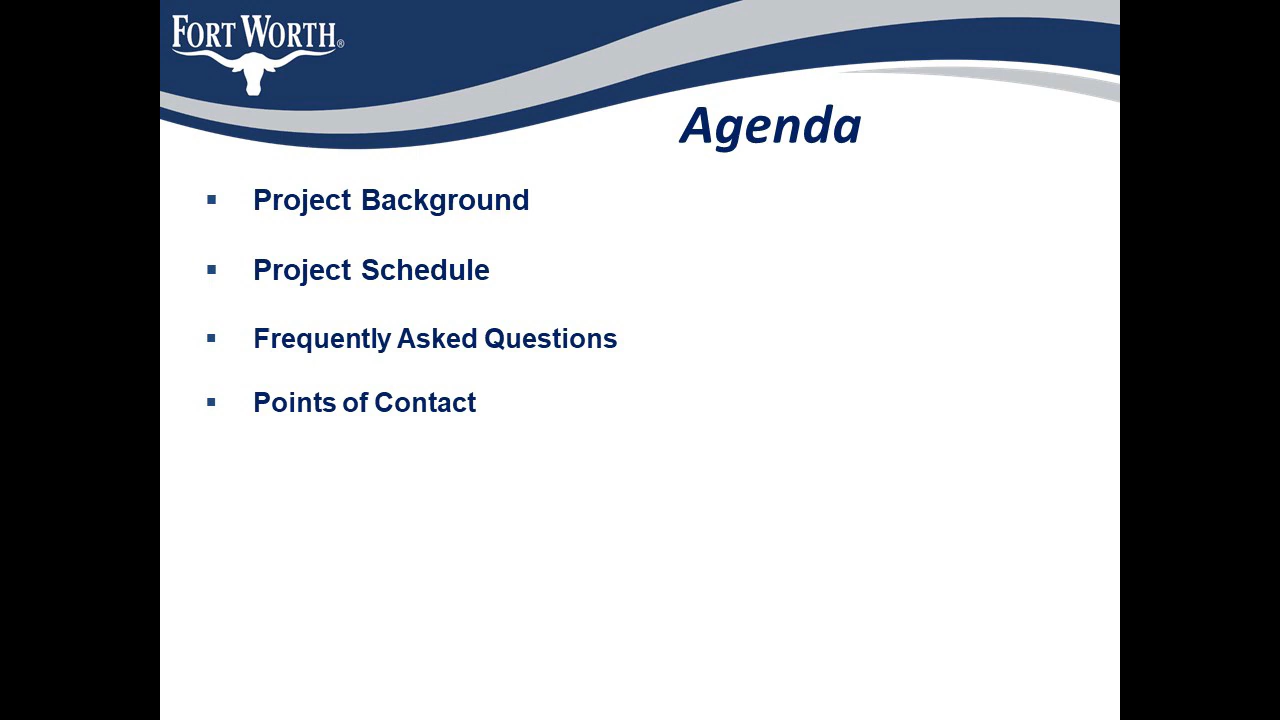 FORT WORTH®
Agenda
▪ Project Background
▪ Project Schedule
▪ Frequently Asked Questions
▪ Points of Contact